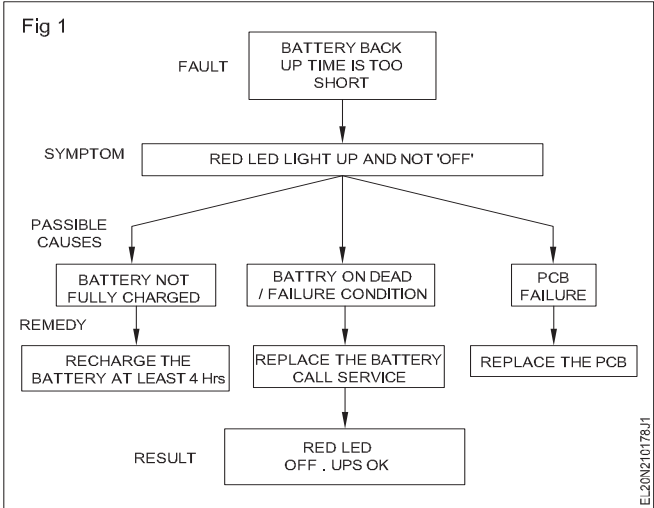 Fig 1
FAULT
BATTERY BACK
UP TIME IS TOO
SHORT
SYMPTOM
RED LED LIGHT UP AND NOT 'OFF'
PASSIBLE
CAUSES
BATTERY NOT
FULLY CHARGED
BATTRY ON DEAD
/ FAILURE CONDITION
PCB
FAILURE
REMEDY
RECHARGE THE
BATTERY AT LEAST 4 Hrs
REPLACE THE BATTERY
CALL SERVICE
REPLACE THE PCB
RESULT
RED LED
OFF . UPS OK
EL20N210178J1